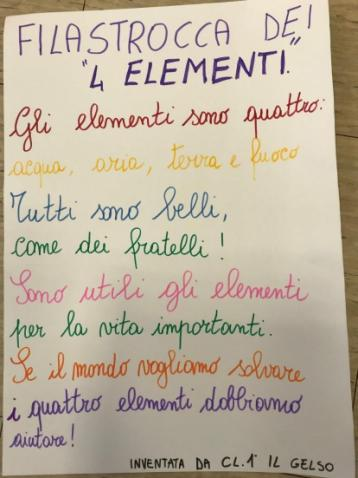 FILASTROCCA DEI
"4 ELEMENTI."
Gli elementi sono quattro:
acqua, aria, terra e fuoco
Tutti sono belli,
come dei fratelli!
Sono utili gli elementi
per la vita importanti.
Se il mondo vogliamo salvare
i quattro elementi dobbiamo
aiutare!
INVENTATA DA CL. 1ª IL GELSO